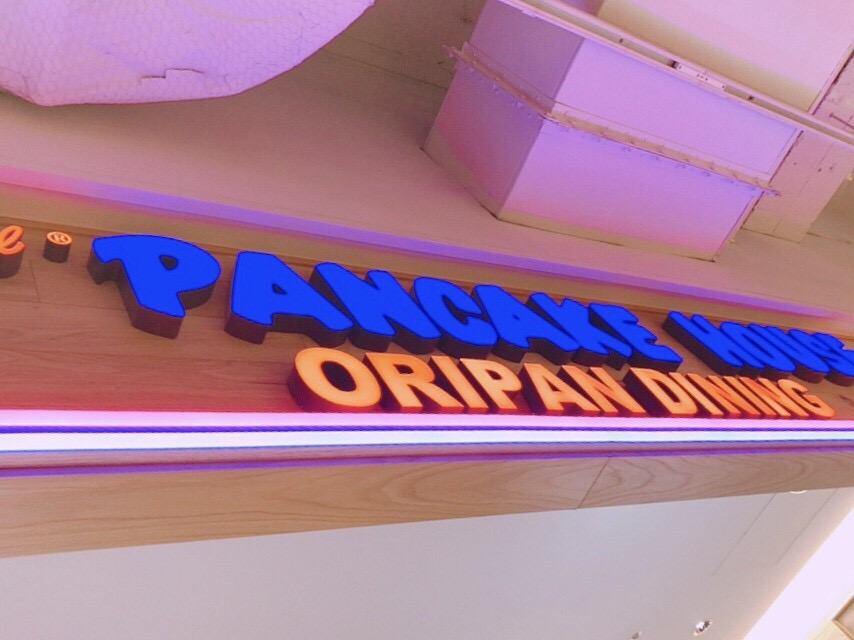 e ®
PANCAKE HOUSE
ORIPAN DINING